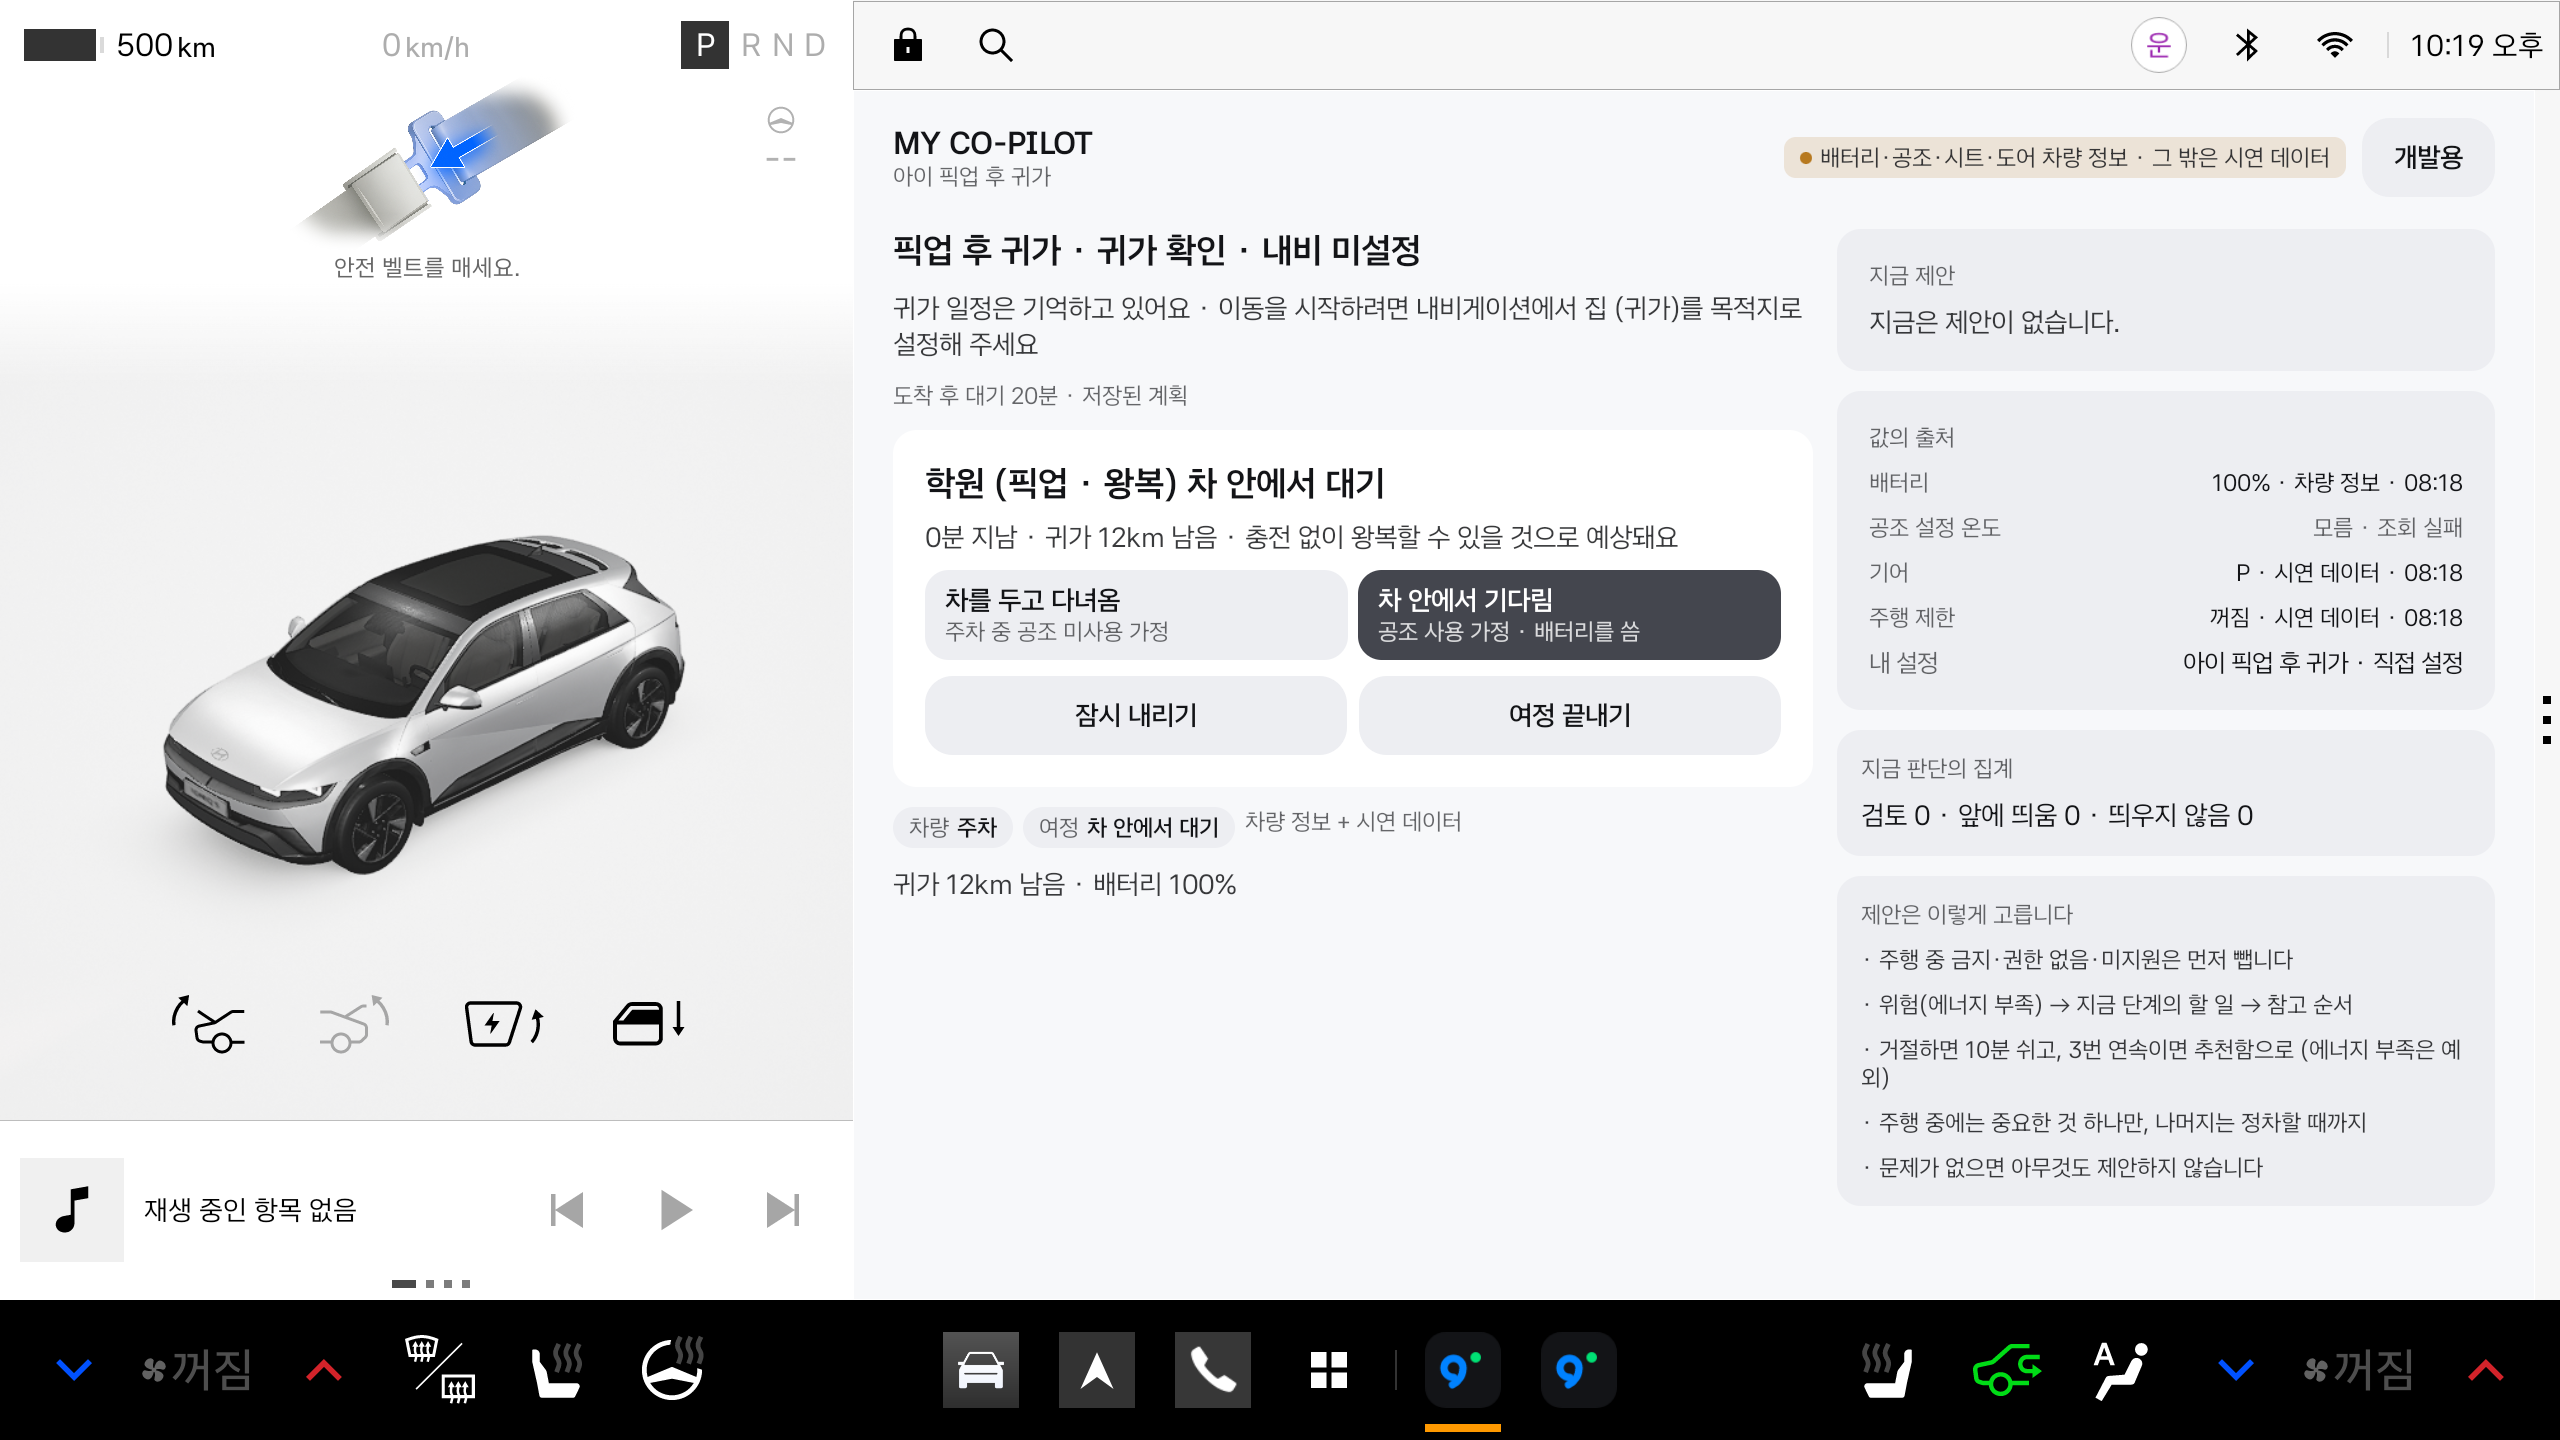 500 km
0 km/h
P R N D
운
10:19 오후
안전 벨트를 매세요.
MY CO-PILOT
아이 픽업 후 귀가
배터리·공조·시트·도어 차량 정보 · 그 밖은 시연 데이터
개발용
픽업 후 귀가 · 귀가 확인 · 내비 미설정
귀가 일정은 기억하고 있어요 · 이동을 시작하려면 내비게이션에서 집 (귀가)를 목적지로
설정해 주세요
도착 후 대기 20분 · 저장된 계획
학원 (픽업 · 왕복) 차 안에서 대기
0분 지남 · 귀가 12km 남음 · 충전 없이 왕복할 수 있을 것으로 예상돼요
차를 두고 다녀옴
주차 중 공조 미사용 가정
차 안에서 기다림
공조 사용 가정 · 배터리를 씀
잠시 내리기
여정 끝내기
차량 주차
여정 차 안에서 대기
차량 정보 + 시연 데이터
귀가 12km 남음 · 배터리 100%
지금 제안
지금은 제안이 없습니다.
값의 출처
배터리 100% · 차량 정보 · 08:18
공조 설정 온도 모름 · 조회 실패
기어 P · 시연 데이터 · 08:18
주행 제한 꺼짐 · 시연 데이터 · 08:18
내 설정 아이 픽업 후 귀가 · 직접 설정
지금 판단의 집계
검토 0 · 앞에 띄움 0 · 띄우지 않음 0
제안은 이렇게 고릅니다
· 주행 중 금지·권한 없음·미지원은 먼저 뺍니다
· 위험(에너지 부족) → 지금 단계의 할 일 → 참고 순서
· 거절하면 10분 쉬고, 3번 연속이면 추천함으로 (에너지 부족은 예
외)
· 주행 중에는 중요한 것 하나만, 나머지는 정차할 때까지
· 문제가 없으면 아무것도 제안하지 않습니다
재생 중인 항목 없음
꺼짐
A
꺼짐